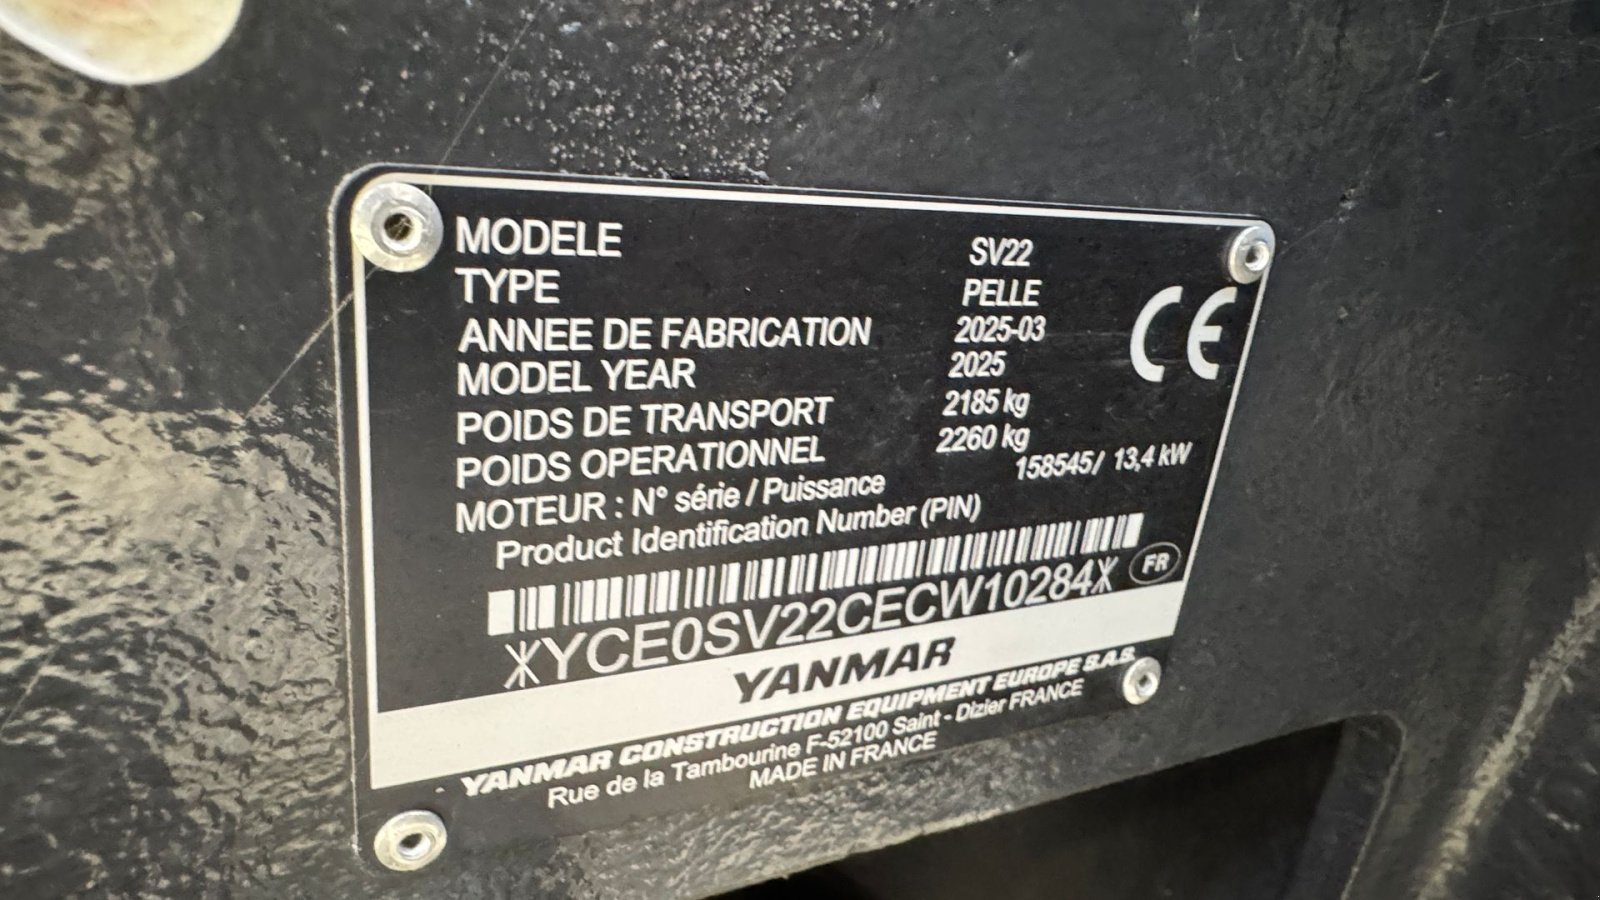 MODELE SV22
TYPE PELLE
ANNEE DE FABRICATION 2025-03
MODEL YEAR 2025
POIDS DE TRANSPORT 2185 kg
POIDS OPERATIONNEL 2260 kg
MOTEUR : N° série / Puissance 158545/ 13,4 kW
Product Identification Number (PIN)
YCE0SV22CECW10284
FR
CE
YANMAR
YANMAR CONSTRUCTION EQUIPMENT EUROPE S.A.S.
Rue de la Tambourine F-52100 Saint - Dizier FRANCE
MADE IN FRANCE